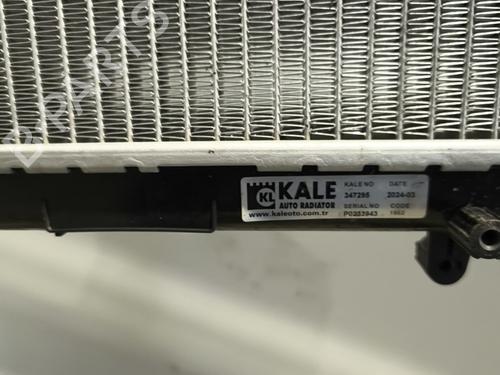 B-PARTS
KL KALE
AUTO RADIATOR
www.kaleoto.com.tr
KALE NO DATE
347295 2024-03
SERIAL NO CODE
P0353943